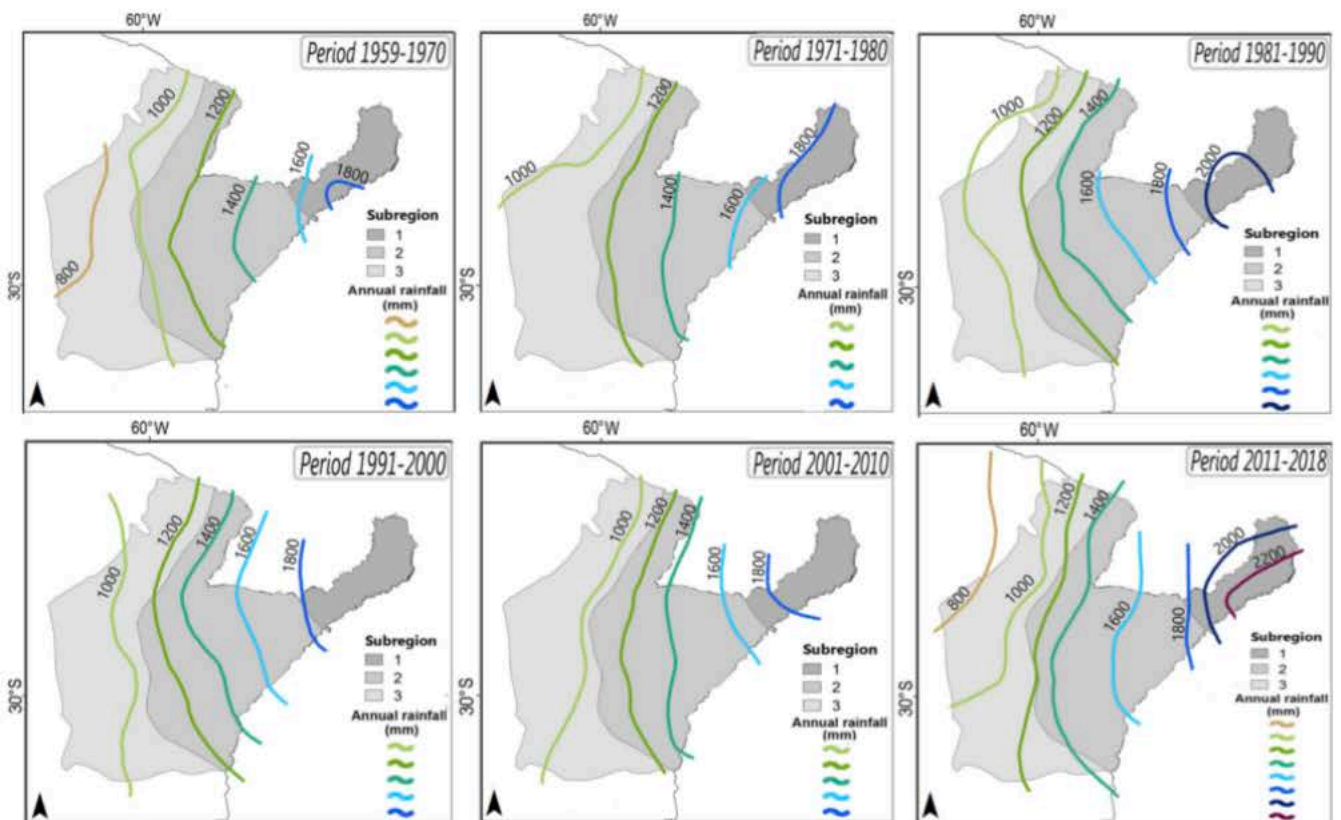 60°W
Period 1959-1970
1000
1200
1600
1800
1400
800
30°S
Subregion
1
2
3
Annual rainfall
(mm)
60°W
Period 1971-1980
1200
1800
1000
1400
1600
30°S
Subregion
1
2
3
Annual rainfall
(mm)
60°W
Period 1981-1990
1000
1200
1400
2000
1600
1800
30°S
Subregion
1
2
3
Annual rainfall
(mm)
60°W
Period 1991-2000
1200
1400
1600
1800
1000
30°S
Subregion
1
2
3
Annual rainfall
(mm)
60°W
Period 2001-2010
1000
1200
1400
1600
1800
30°S
Subregion
1
2
3
Annual rainfall
(mm)
60°W
Period 2011-2018
1200
1400
2000
2200
800
1000
1600
1800
30°S
Subregion
1
2
3
Annual rainfall
(mm)